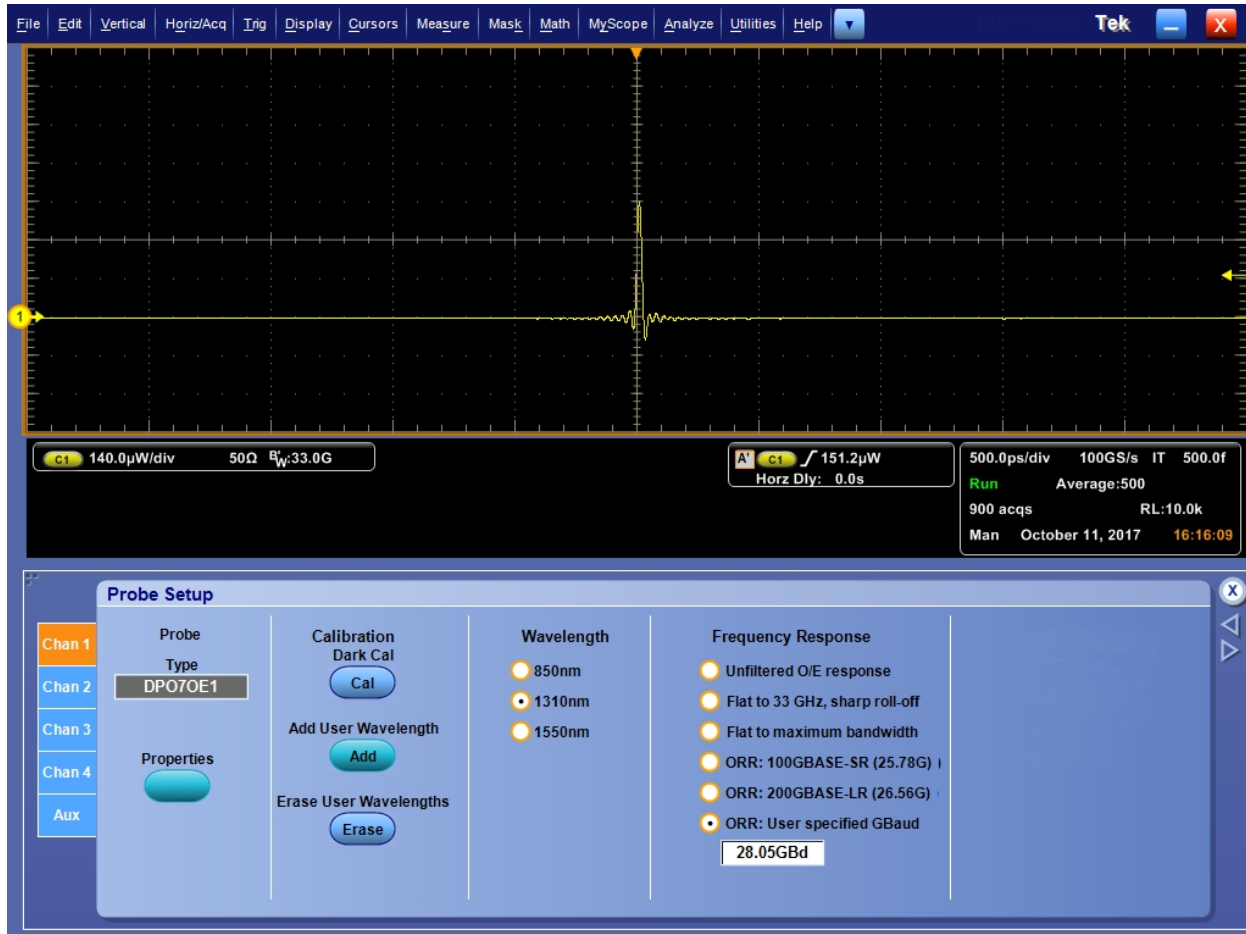 File Edit Vertical Horiz/Acq Trig Display Cursors Measure Mask Math MyScope Analyze Utilities Help Tek X
1
C1 140.0µW/div 50Ω BW:33.0G
A' C1 151.2µW
Horz Dly: 0.0s
500.0ps/div 100GS/s IT 500.0f
Run Average:500
900 acqs RL:10.0k
Man October 11, 2017 16:16:09
Probe Setup
X
Chan 1
Chan 2
Chan 3
Chan 4
Aux
Probe
Type
DPO7OE1
Properties
Calibration
Dark Cal
Cal
Add User Wavelength
Add
Erase User Wavelengths
Erase
Wavelength
850nm
1310nm
1550nm
Frequency Response
Unfiltered O/E response
Flat to 33 GHz, sharp roll-off
Flat to maximum bandwidth
ORR: 100GBASE-SR (25.78G)
ORR: 200GBASE-LR (26.56G)
ORR: User specified GBaud
28.05GBd